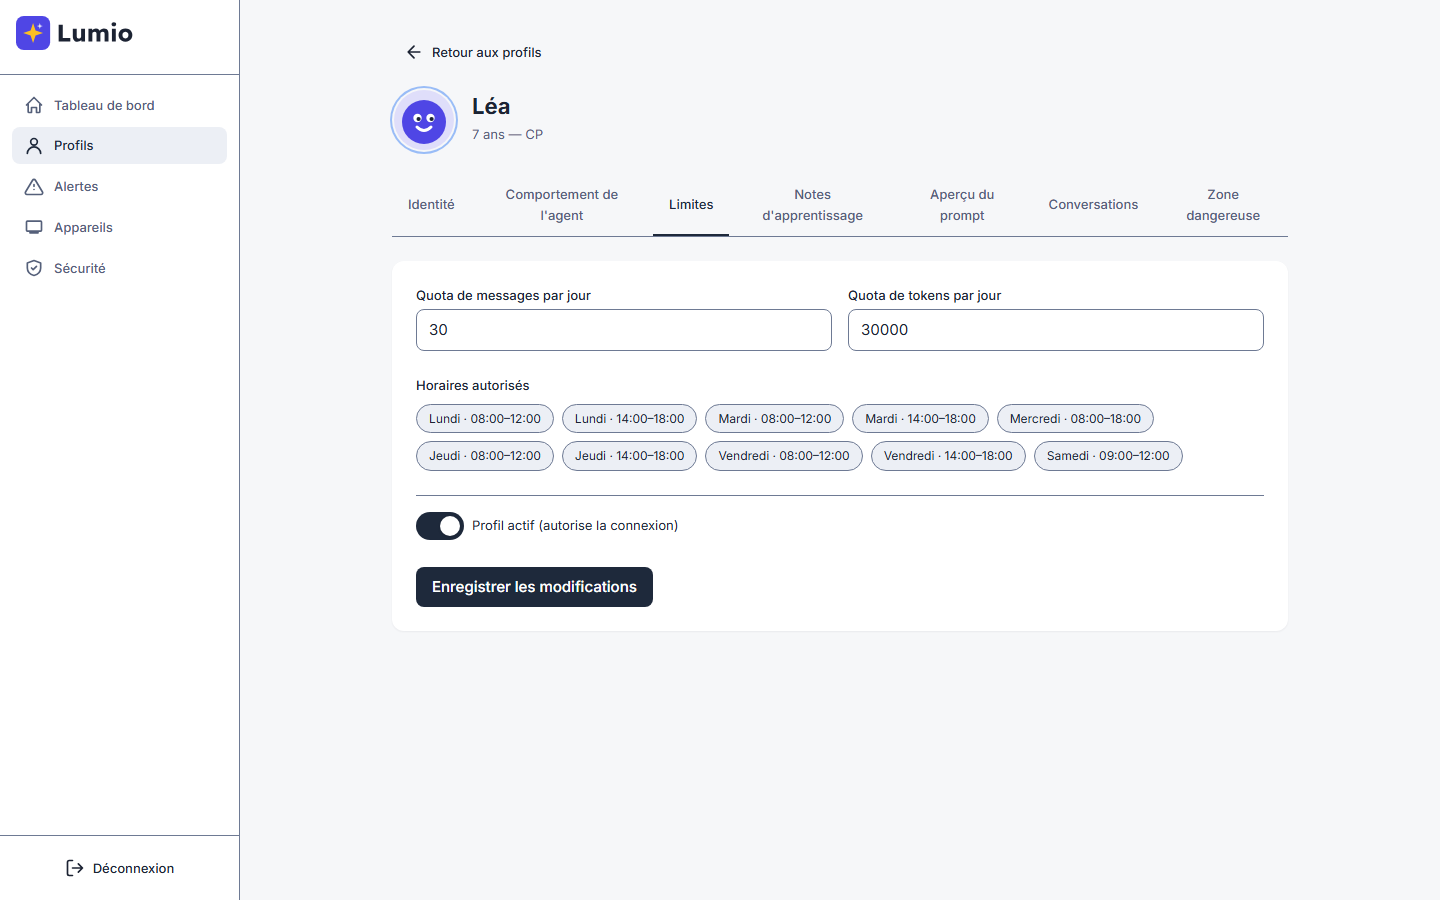 Lumio
Tableau de bord
Profils
Alertes
Appareils
Sécurité
Déconnexion
Retour aux profils
Léa
7 ans — CP
Identité
Comportement de
l'agent
Limites
Notes
d'apprentissage
Aperçu du
prompt
Conversations
Zone
dangereuse
Quota de messages par jour
30
Quota de tokens par jour
30000
Horaires autorisés
Lundi · 08:00–12:00
Lundi · 14:00–18:00
Mardi · 08:00–12:00
Mardi · 14:00–18:00
Mercredi · 08:00–18:00
Jeudi · 08:00–12:00
Jeudi · 14:00–18:00
Vendredi · 08:00–12:00
Vendredi · 14:00–18:00
Samedi · 09:00–12:00
Profil actif (autorise la connexion)
Enregistrer les modifications